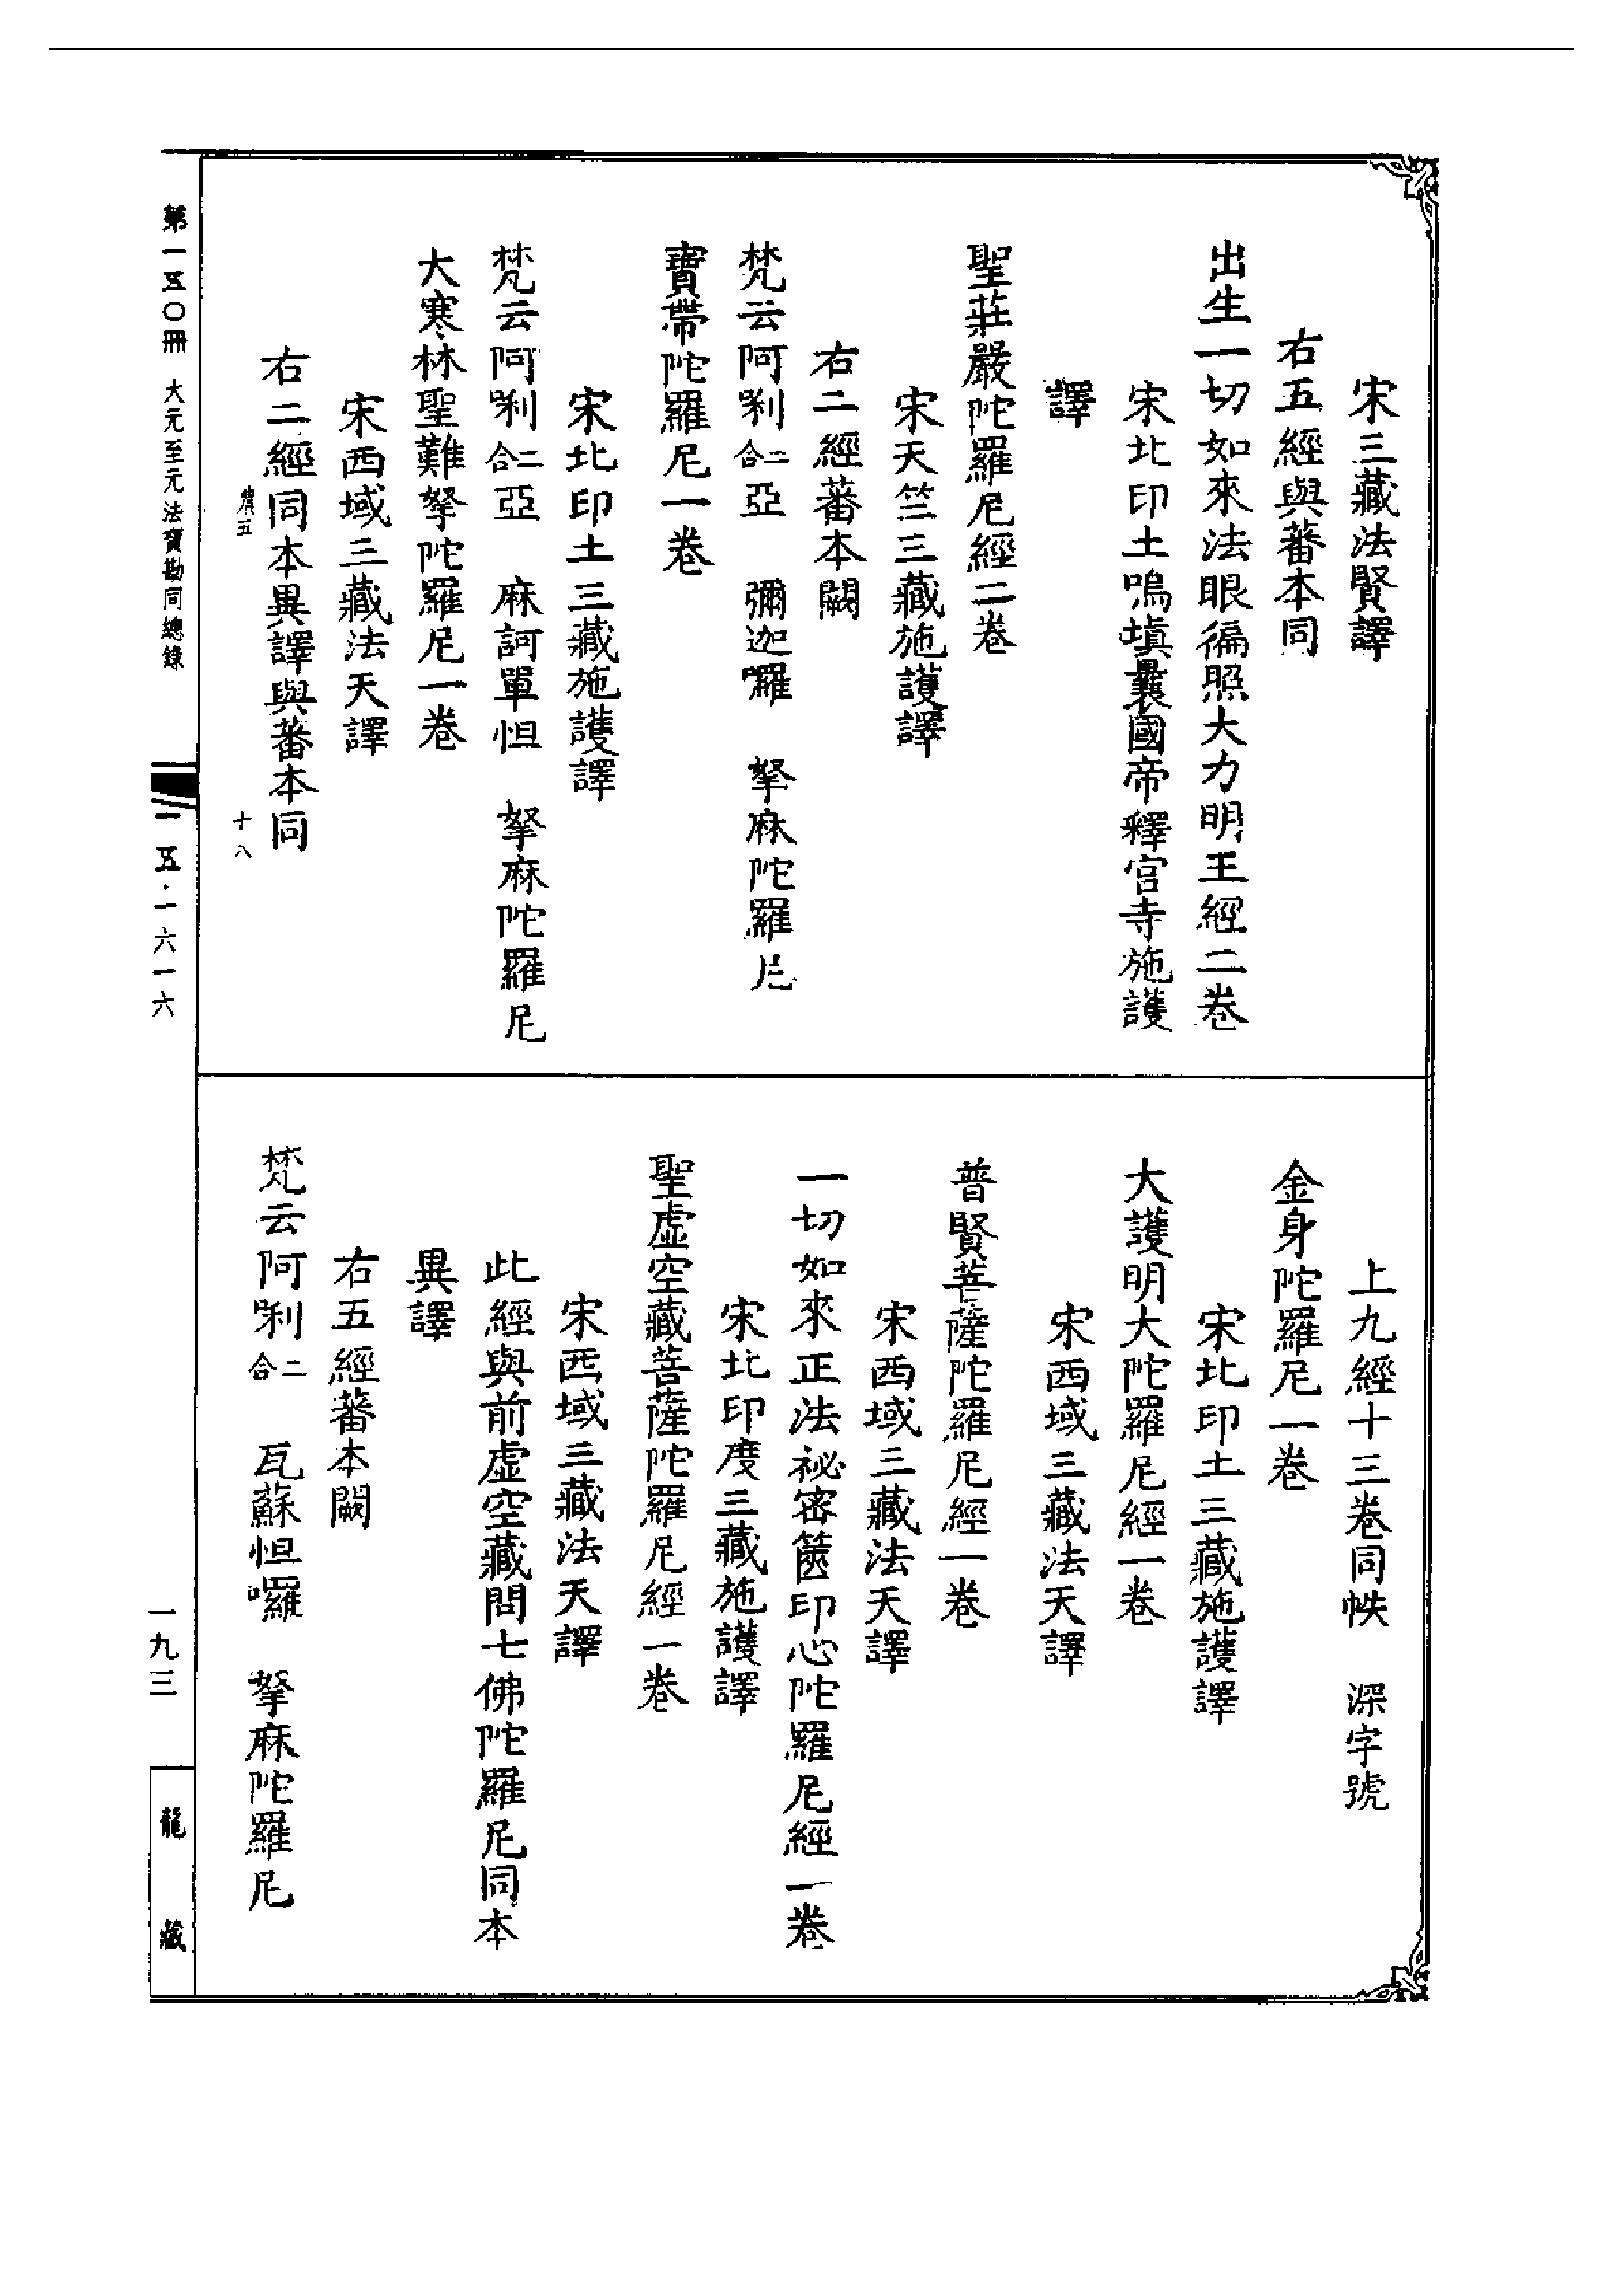 宋三藏法賢譯
右五經與蕃本同
出生一切如來法眼徧照大力明王經二卷
宋北印土嗚塡曩國帝釋宮寺施護
譯
聖莊嚴陀羅尼經二卷
宋天竺三藏施護譯
右二經蕃本闕
梵云阿唎二合亞 彌迦囉 拏麻陀羅尼
寶帶陀羅尼一卷
宋北印土三藏施護譯
梵云阿唎二合亞 麻訶單怛 拏麻陀羅尼
大寒林聖難拏陀羅尼一卷
宋西域三藏法天譯
右二經同本異譯與蕃本同
農五 十八
上九經十三卷同帙 深字號
金身陀羅尼一卷
宋北印土三藏施護譯
大護明大陀羅尼經一卷
宋西域三藏法天譯
普賢菩薩陀羅尼經一卷
宋西域三藏法天譯
一切如來正法祕密篋印心陀羅尼經一卷
宋北印度三藏施護譯
聖虛空藏菩薩陀羅尼經一卷
宋西域三藏法天譯
此經與前虛空藏問七佛陀羅尼同本
異譯
右五經蕃本闕
梵云阿唎二合 瓦蘇怛囉 拏麻陀羅尼
第一五〇冊 大元至元法寶勘同總錄
一五·一六一六
一九三
龍藏